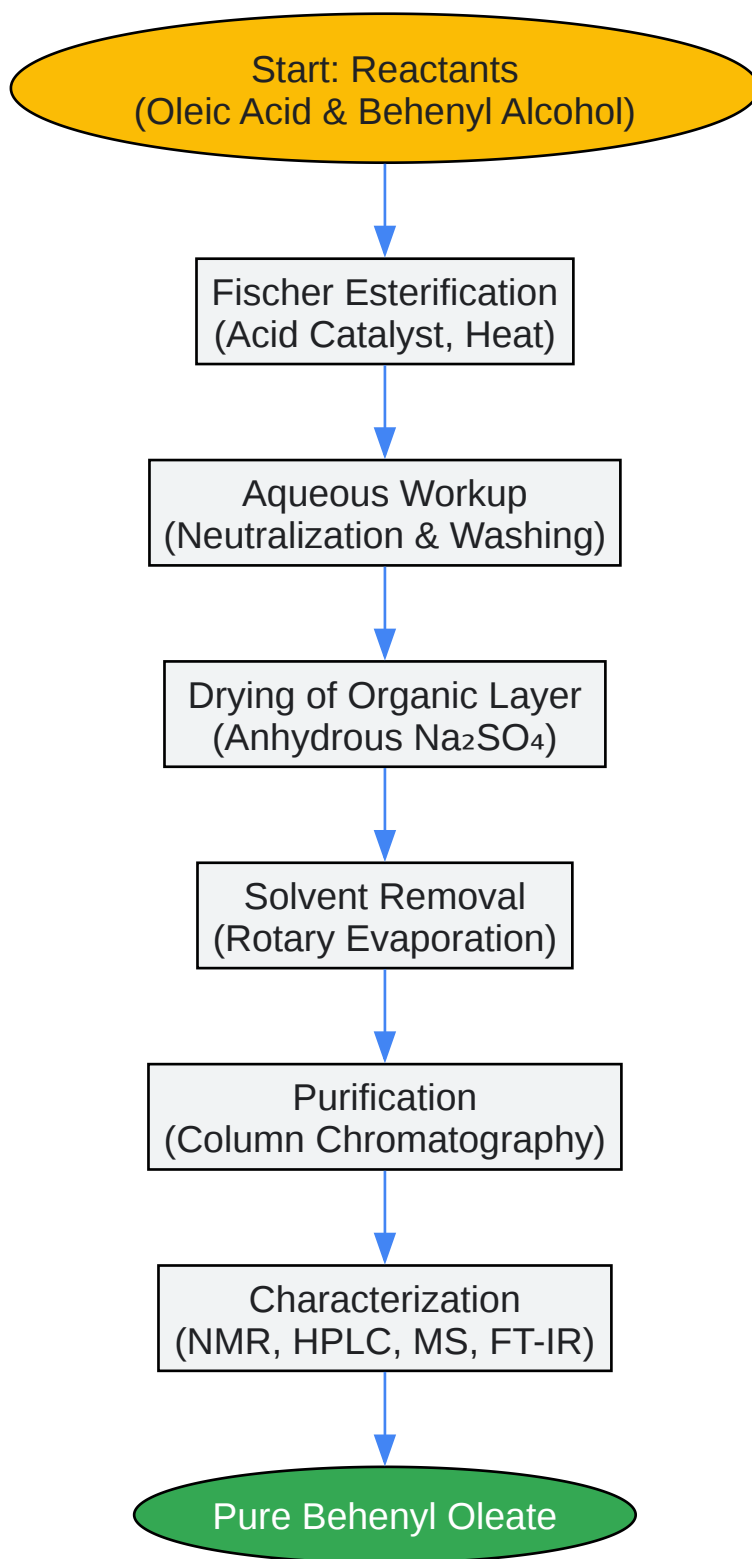 Start: Reactants
(Oleic Acid & Behenyl Alcohol)
Fischer Esterification
(Acid Catalyst, Heat)
Aqueous Workup
(Neutralization & Washing)
Drying of Organic Layer
(Anhydrous Na₂SO₄)
Solvent Removal
(Rotary Evaporation)
Purification
(Column Chromatography)
Characterization
(NMR, HPLC, MS, FT-IR)
Pure Behenyl Oleate